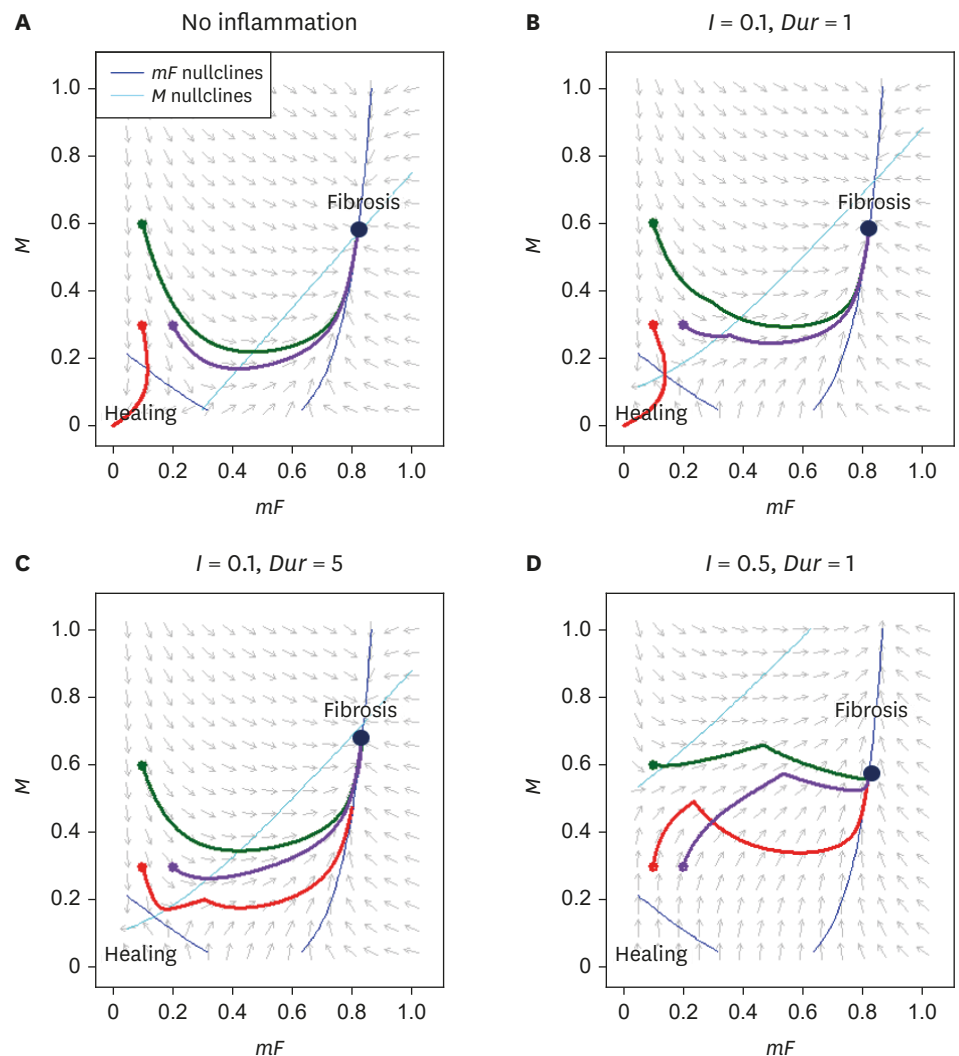 A
No inflammation
mF nullclines
M nullclines
1.0
0.8
0.6
0.4
0.2
0
M
Fibrosis
Healing
0 0.2 0.4 0.6 0.8 1.0
mF
B
I = 0.1, Dur = 1
1.0
0.8
0.6
0.4
0.2
0
M
Fibrosis
Healing
0 0.2 0.4 0.6 0.8 1.0
mF
C
I = 0.1, Dur = 5
1.0
0.8
0.6
0.4
0.2
0
M
Fibrosis
Healing
0 0.2 0.4 0.6 0.8 1.0
mF
D
I = 0.5, Dur = 1
1.0
0.8
0.6
0.4
0.2
0
M
Fibrosis
Healing
0 0.2 0.4 0.6 0.8 1.0
mF